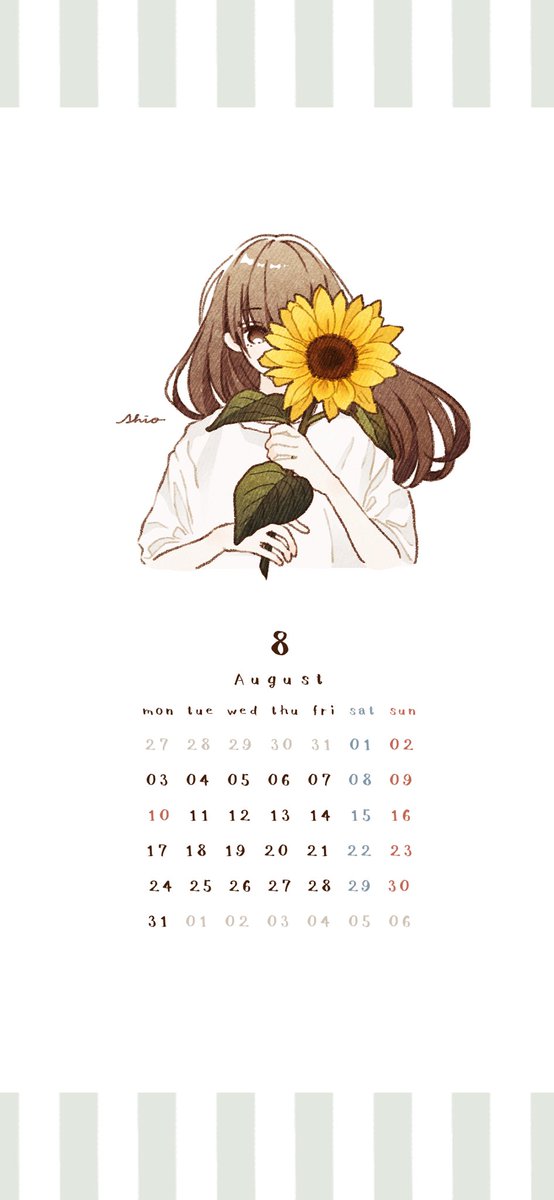 Shio
8
August
mon tue wed thu fri sat sun
27 28 29 30 31 01 02
03 04 05 06 07 08 09
10 11 12 13 14 15 16
17 18 19 20 21 22 23
24 25 26 27 28 29 30
31 01 02 03 04 05 06